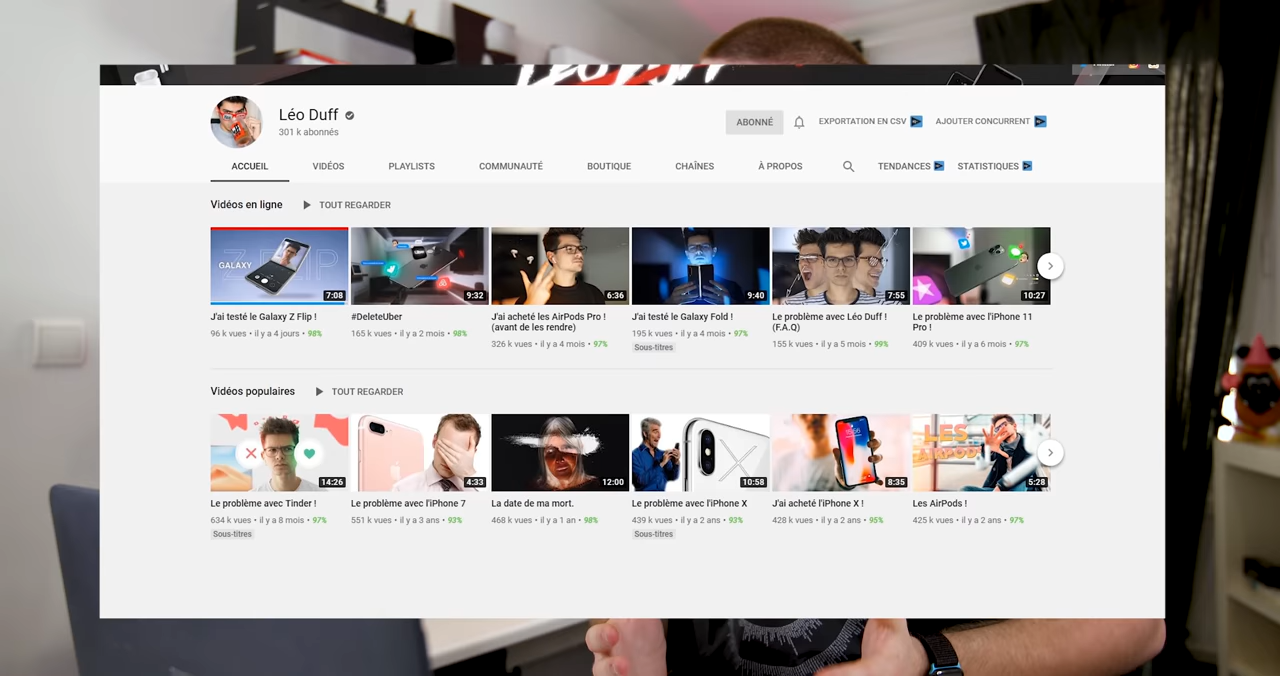 LÉO DUFF
Léo Duff
301 k abonnés
ABONNÉ
EXPORTATION EN CSV
AJOUTER CONCURRENT
ACCUEIL
VIDÉOS
PLAYLISTS
COMMUNAUTÉ
BOUTIQUE
CHAÎNES
À PROPOS
TENDANCES
STATISTIQUES
Vidéos en ligne
TOUT REGARDER
Z FLIP
GALAXY
7:08
9:32
6:36
9:40
7:55
10:27
J'ai testé le Galaxy Z Flip !
96 k vues • il y a 4 jours • 98%
#DeleteUber
165 k vues • il y a 2 mois • 98%
J'ai acheté les AirPods Pro !
(avant de les rendre)
326 k vues • il y a 4 mois • 97%
J'ai testé le Galaxy Fold !
195 k vues • il y a 4 mois • 97%
Sous-titres
Le problème avec Léo Duff !
(F.A.Q)
155 k vues • il y a 5 mois • 99%
Le problème avec l'iPhone 11
Pro !
409 k vues • il y a 6 mois • 97%
Vidéos populaires
TOUT REGARDER
14:26
4:33
12:00
10:58
8:35
LES
AIRPODS
5:28
Le problème avec Tinder !
634 k vues • il y a 8 mois • 97%
Sous-titres
Le problème avec l'iPhone 7
551 k vues • il y a 3 ans • 93%
La date de ma mort.
468 k vues • il y a 1 an • 98%
Le problème avec l'iPhone X
439 k vues • il y a 2 ans • 93%
Sous-titres
J'ai acheté l'iPhone X !
428 k vues • il y a 2 ans • 95%
Les AirPods !
425 k vues • il y a 2 ans • 97%